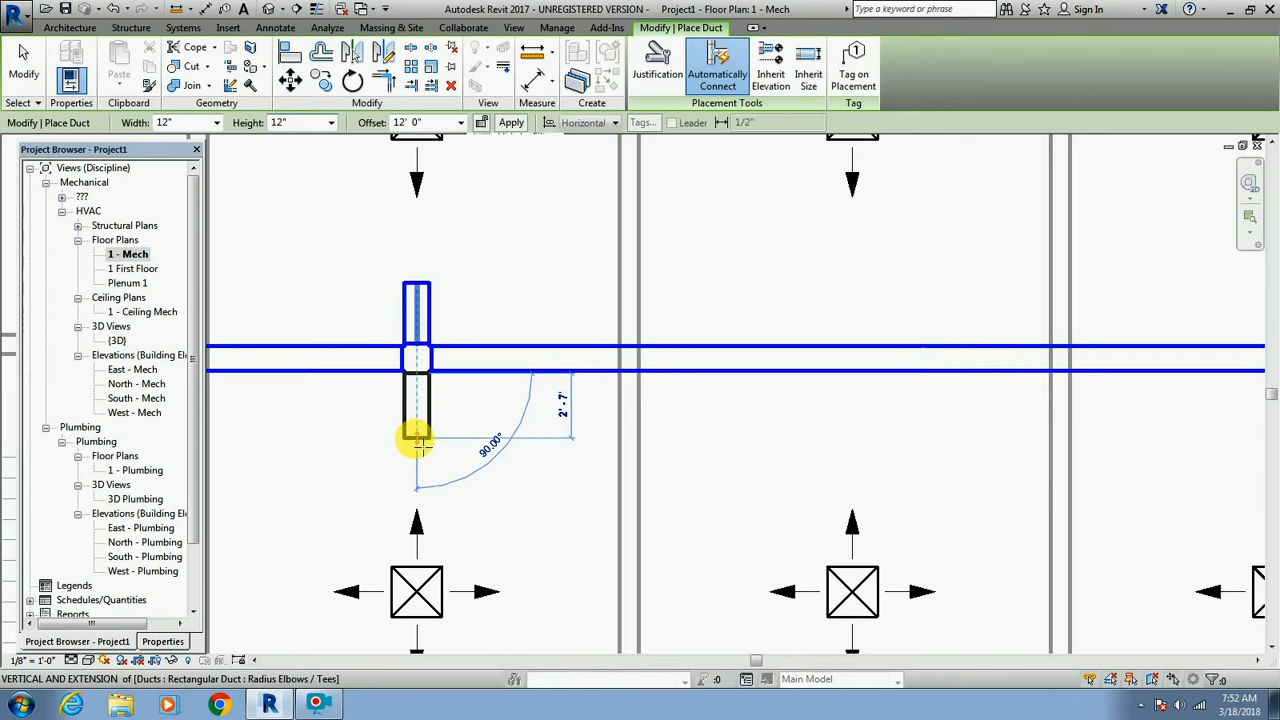 Autodesk Revit 2017 - UNREGISTERED VERSION - Project1 - Floor Plan: 1 - Mech
Type a keyword or phrase
Sign In
Architecture Structure Systems Insert Annotate Analyze Massing & Site Collaborate View Manage Add-Ins Modify | Place Duct
Modify
Paste
Cope
Cut
Join
Justification
Automatically Connect
Inherit Elevation
Inherit Size
Tag on Placement
Select Properties Clipboard Geometry Modify View Measure Create Placement Tools Tag
Modify | Place Duct Width: 12" Height: 12" Offset: 12' 0" Apply Horizontal Tags... Leader 1/2"
Project Browser - Project1
Views (Discipline)
Mechanical
???
HVAC
Structural Plans
Floor Plans
1 - Mech
1 First Floor
Plenum 1
Ceiling Plans
1 - Ceiling Mech
3D Views
{3D}
Elevations (Building El
East - Mech
North - Mech
South - Mech
West - Mech
Plumbing
Plumbing
Floor Plans
1 - Plumbing
3D Views
3D Plumbing
Elevations (Building El
East - Plumbing
North - Plumbing
South - Plumbing
West - Plumbing
Legends
Schedules/Quantities
Reports
Project Browser - Project1 Properties
2' - 7"
90.00°
1/8" = 1'-0"
VERTICAL AND EXTENSION of [Ducts : Rectangular Duct : Radius Elbows / Tees]
:0
Main Model
:0
7:52 AM
3/18/2018